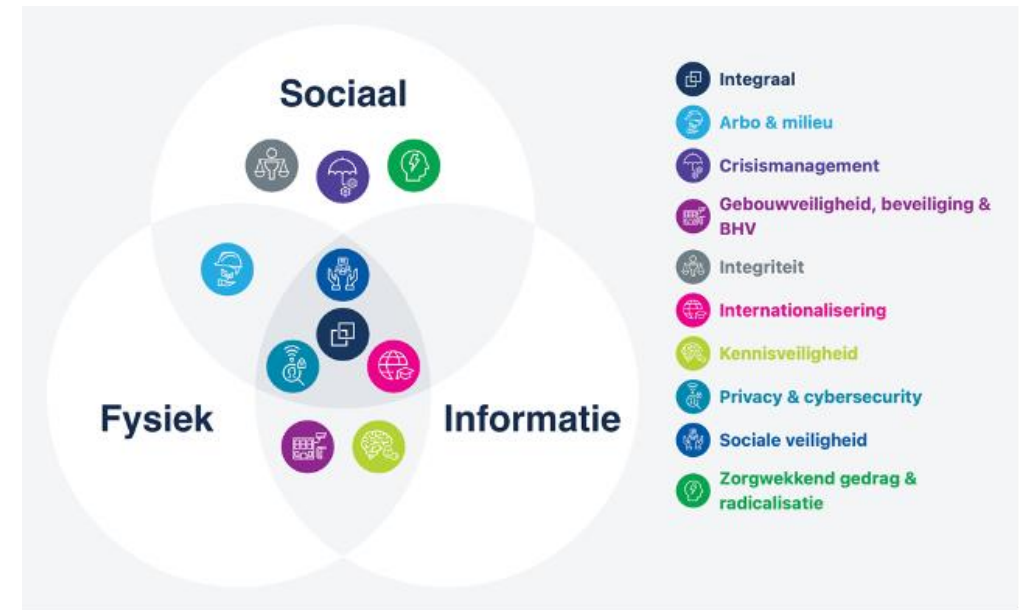 Sociaal
Fysiek
Informatie
Integraal
Arbo & milieu
Crisismanagement
Gebouwveiligheid, beveiliging &
BHV
Integriteit
Internationalisering
Kennisveiligheid
Privacy & cybersecurity
Sociale veiligheid
Zorgwekkend gedrag &
radicalisatie